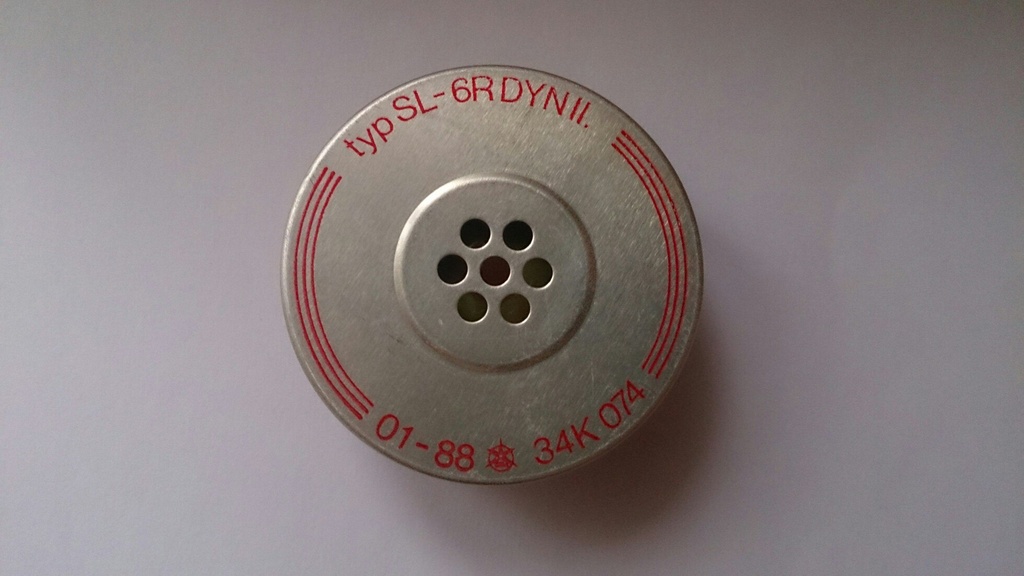 typ SL-6R DYN II.
01-88 34K 074